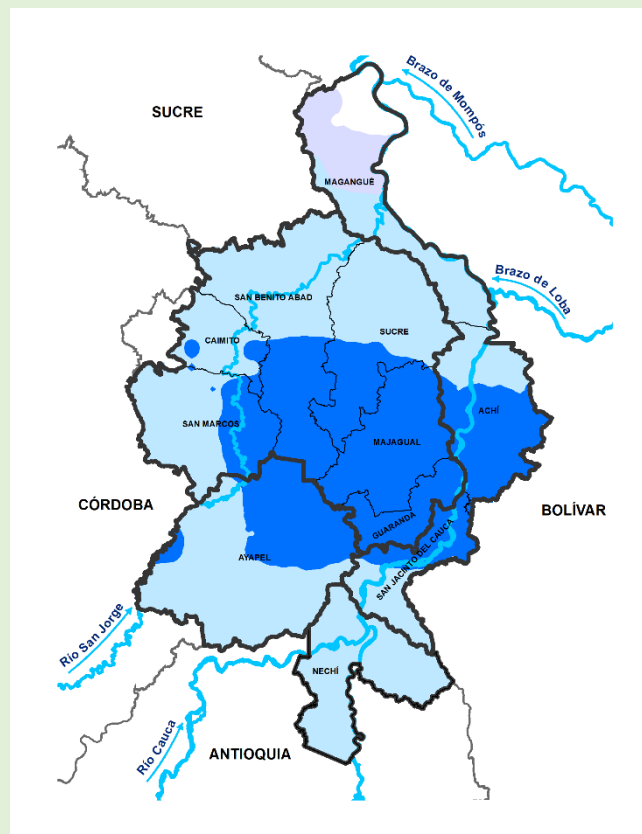 Brazo de Mompós
SUCRE
MAGANGUÉ
Brazo de Loba
SAN BENITO ABAD
SUCRE
CAIMITO
ACHÍ
SAN MARCOS
MAJAGUAL
CÓRDOBA
BOLÍVAR
GUARANDA
AYAPEL
SAN JACINTO DEL CAUCA
Río San Jorge
NECHÍ
Río Cauca
ANTIOQUIA